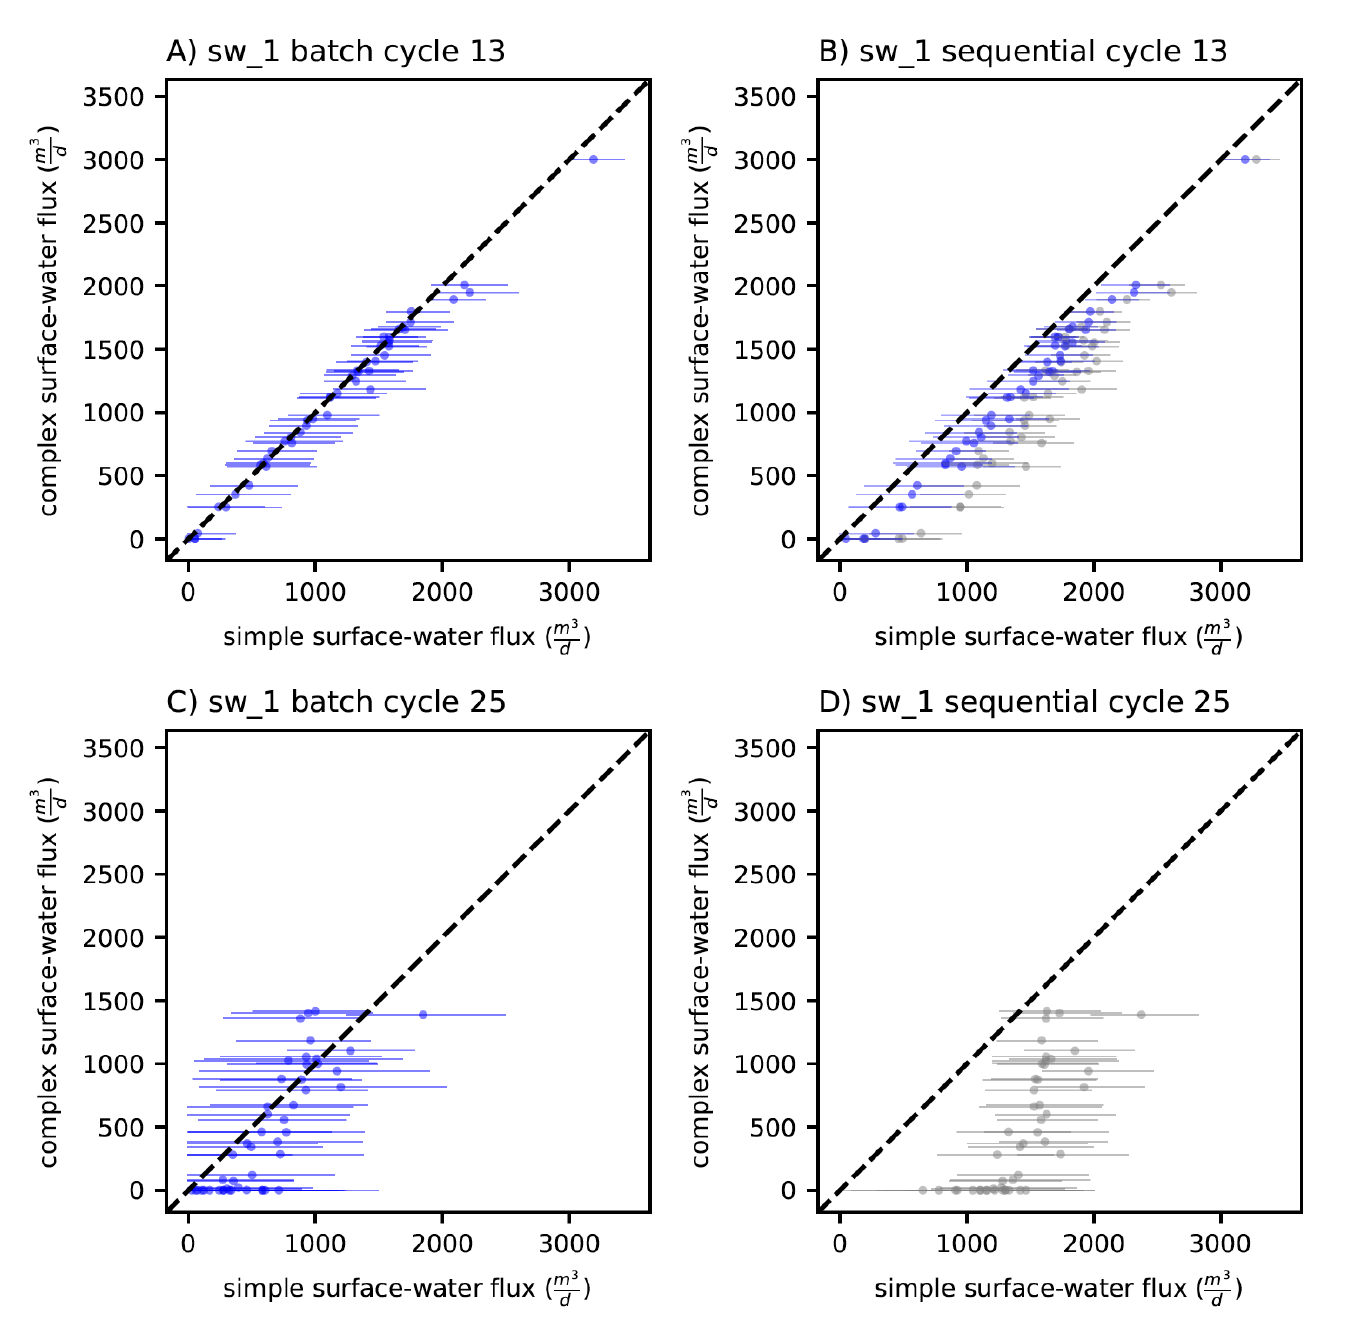 A) sw_1 batch cycle 13
3500
3000
2500
2000
1500
1000
500
0
complex surface-water flux (m³/d)
0 1000 2000 3000
simple surface-water flux (m³/d)
B) sw_1 sequential cycle 13
3500
3000
2500
2000
1500
1000
500
0
complex surface-water flux (m³/d)
0 1000 2000 3000
simple surface-water flux (m³/d)
C) sw_1 batch cycle 25
3500
3000
2500
2000
1500
1000
500
0
complex surface-water flux (m³/d)
0 1000 2000 3000
simple surface-water flux (m³/d)
D) sw_1 sequential cycle 25
3500
3000
2500
2000
1500
1000
500
0
complex surface-water flux (m³/d)
0 1000 2000 3000
simple surface-water flux (m³/d)